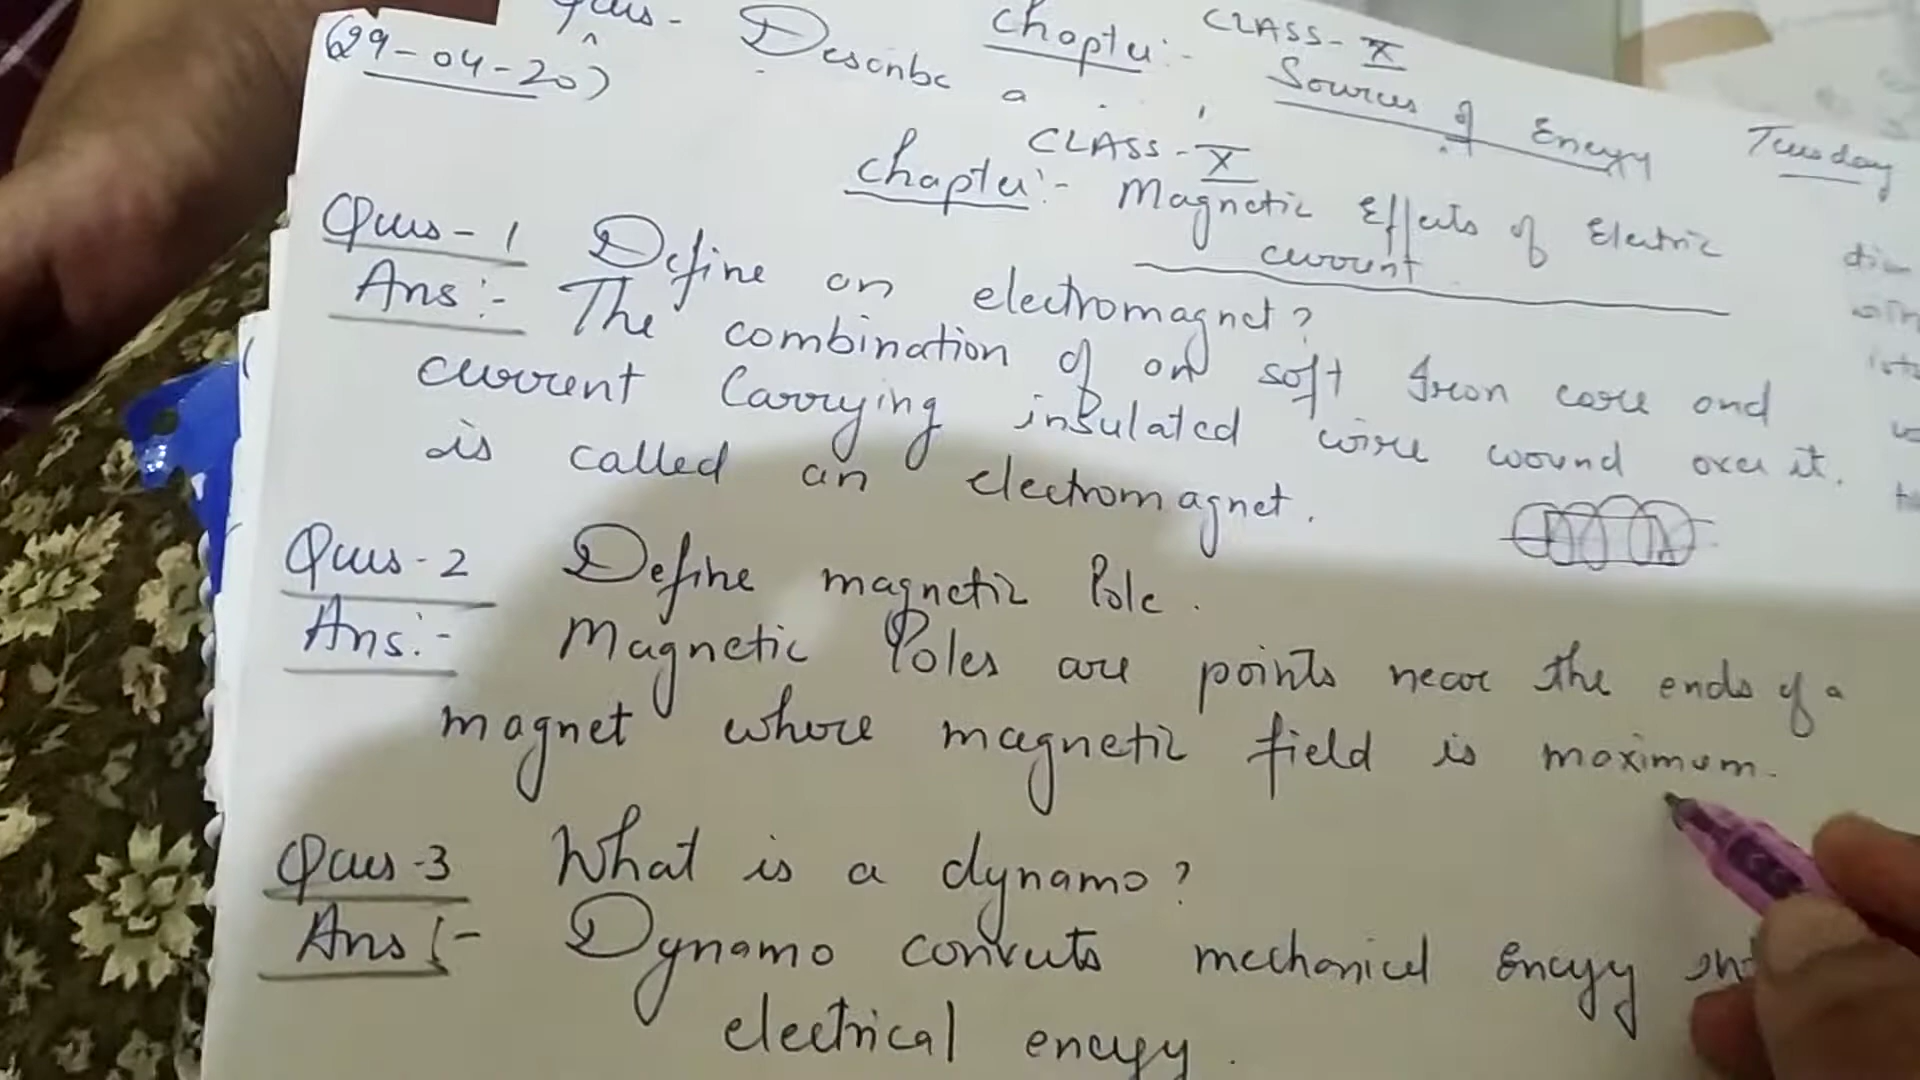 Ques- Describe a
CLASS- X
Chapter:- Sources of Energy
(29-04-20)
Tuesday
CLASS- X
Chapter:- Magnetic Effects of Electric
current
Ques-1 Define an electromagnet?
Ans:- The combination of an soft Iron core and
current Carrying insulated wire wound over it.
is called an electromagnet.
Ques-2 Define magnetic Pole.
Ans:- Magnetic Poles are points near the ends of a
magnet where magnetic field is maximum.
Ques-3 What is a dynamo?
Ans:- Dynamo converts mechanical Energy
electrical energy.